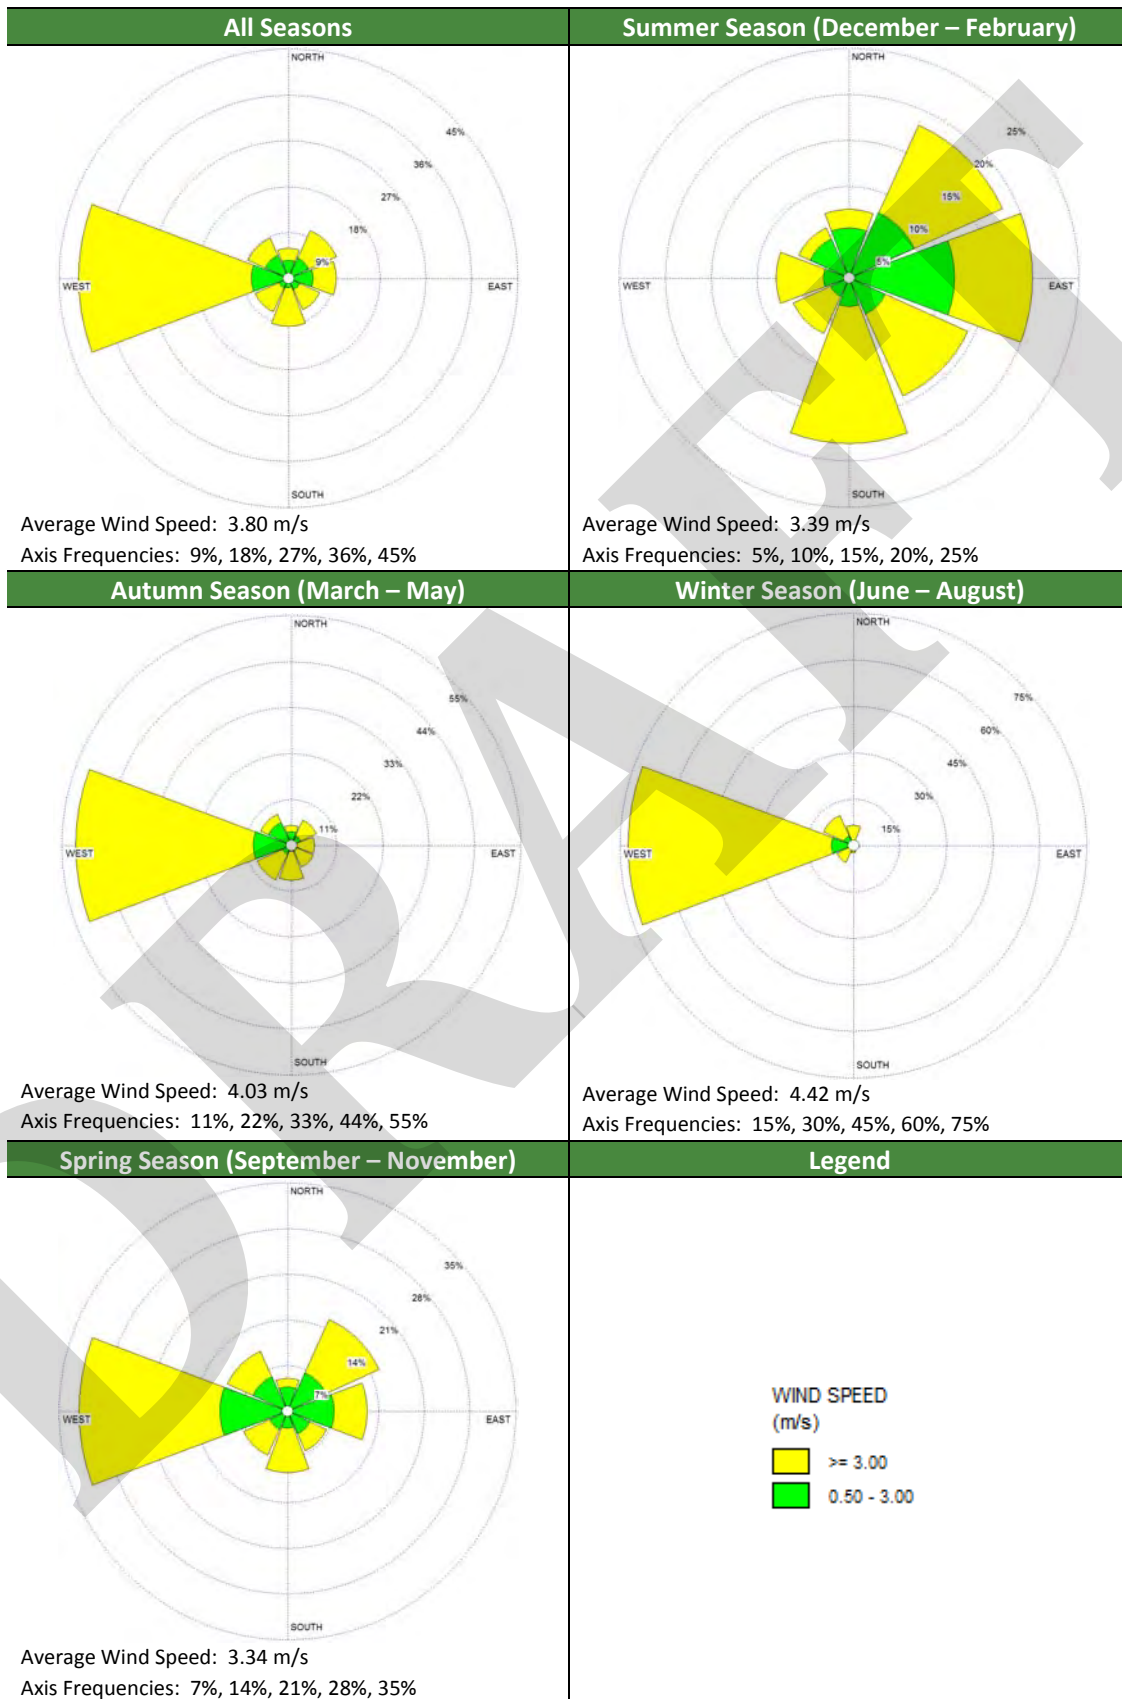 All Seasons
NORTH
45%
36%
27%
18%
9%
WEST
EAST
SOUTH
Average Wind Speed: 3.80 m/s
Axis Frequencies: 9%, 18%, 27%, 36%, 45%
Summer Season (December – February)
NORTH
25%
20%
15%
10%
5%
WEST
EAST
SOUTH
Average Wind Speed: 3.39 m/s
Axis Frequencies: 5%, 10%, 15%, 20%, 25%
Autumn Season (March – May)
NORTH
55%
44%
33%
22%
11%
WEST
EAST
SOUTH
Average Wind Speed: 4.03 m/s
Axis Frequencies: 11%, 22%, 33%, 44%, 55%
Winter Season (June – August)
NORTH
75%
60%
45%
30%
15%
WEST
EAST
SOUTH
Average Wind Speed: 4.42 m/s
Axis Frequencies: 15%, 30%, 45%, 60%, 75%
Spring Season (September – November)
NORTH
35%
28%
21%
14%
7%
WEST
EAST
SOUTH
Average Wind Speed: 3.34 m/s
Axis Frequencies: 7%, 14%, 21%, 28%, 35%
Legend
WIND SPEED
(m/s)
>= 3.00
0.50 - 3.00
DRAFT